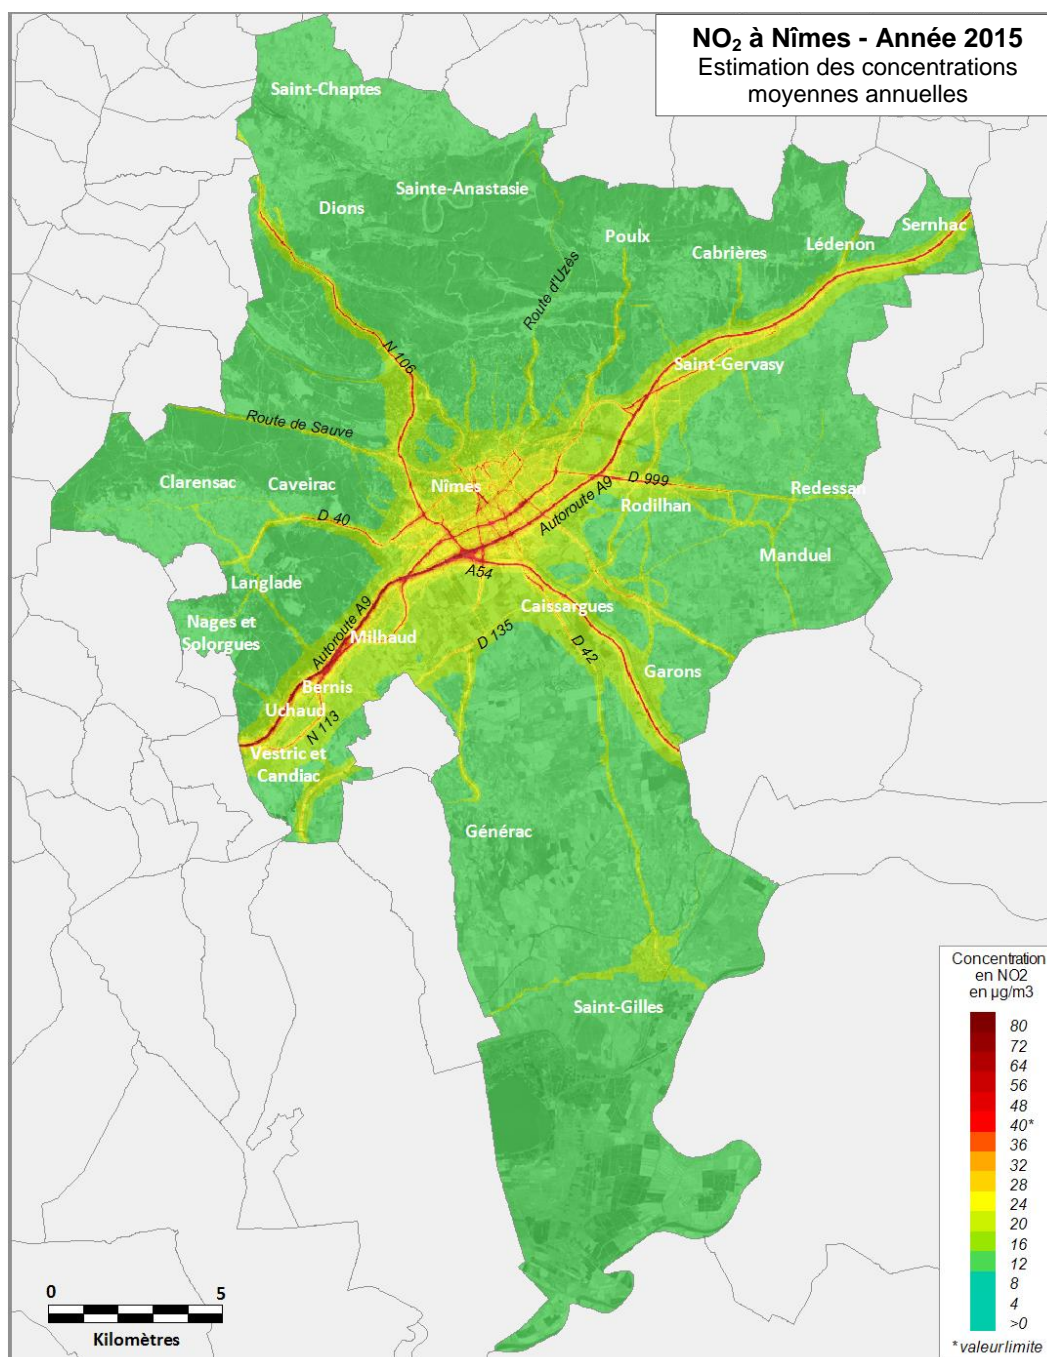 NO₂ à Nîmes - Année 2015
Estimation des concentrations
moyennes annuelles
Saint-Chaptes
Sainte-Anastasie
Dions
Poulx
Cabrières
Lédenon
Sernhac
Route d'Uzès
N 106
Saint-Gervasy
Route de Sauve
Clarensac
Caveirac
Nîmes
D 999
Redessan
Autoroute A9
Rodilhan
D 40
Manduel
Langlade
A54
Caissargues
Nages et
Solorgues
Autoroute A9
Milhaud
D 135
D 42
Garons
Bernis
Uchaud
N 113
Vestric et
Candiac
Générac
Saint-Gilles
Concentration
en NO2
en µg/m3
80
72
64
56
48
40*
36
32
28
24
20
16
12
8
4
>0
* valeur limite
0 5
Kilomètres